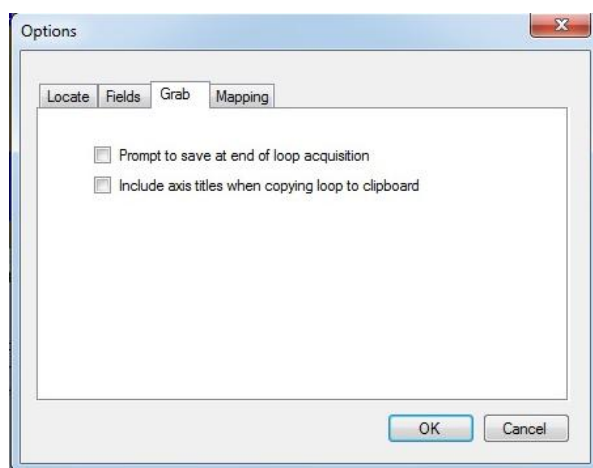 Options
Locate Fields Grab Mapping
Prompt to save at end of loop acquisition
Include axis titles when copying loop to clipboard
OK Cancel